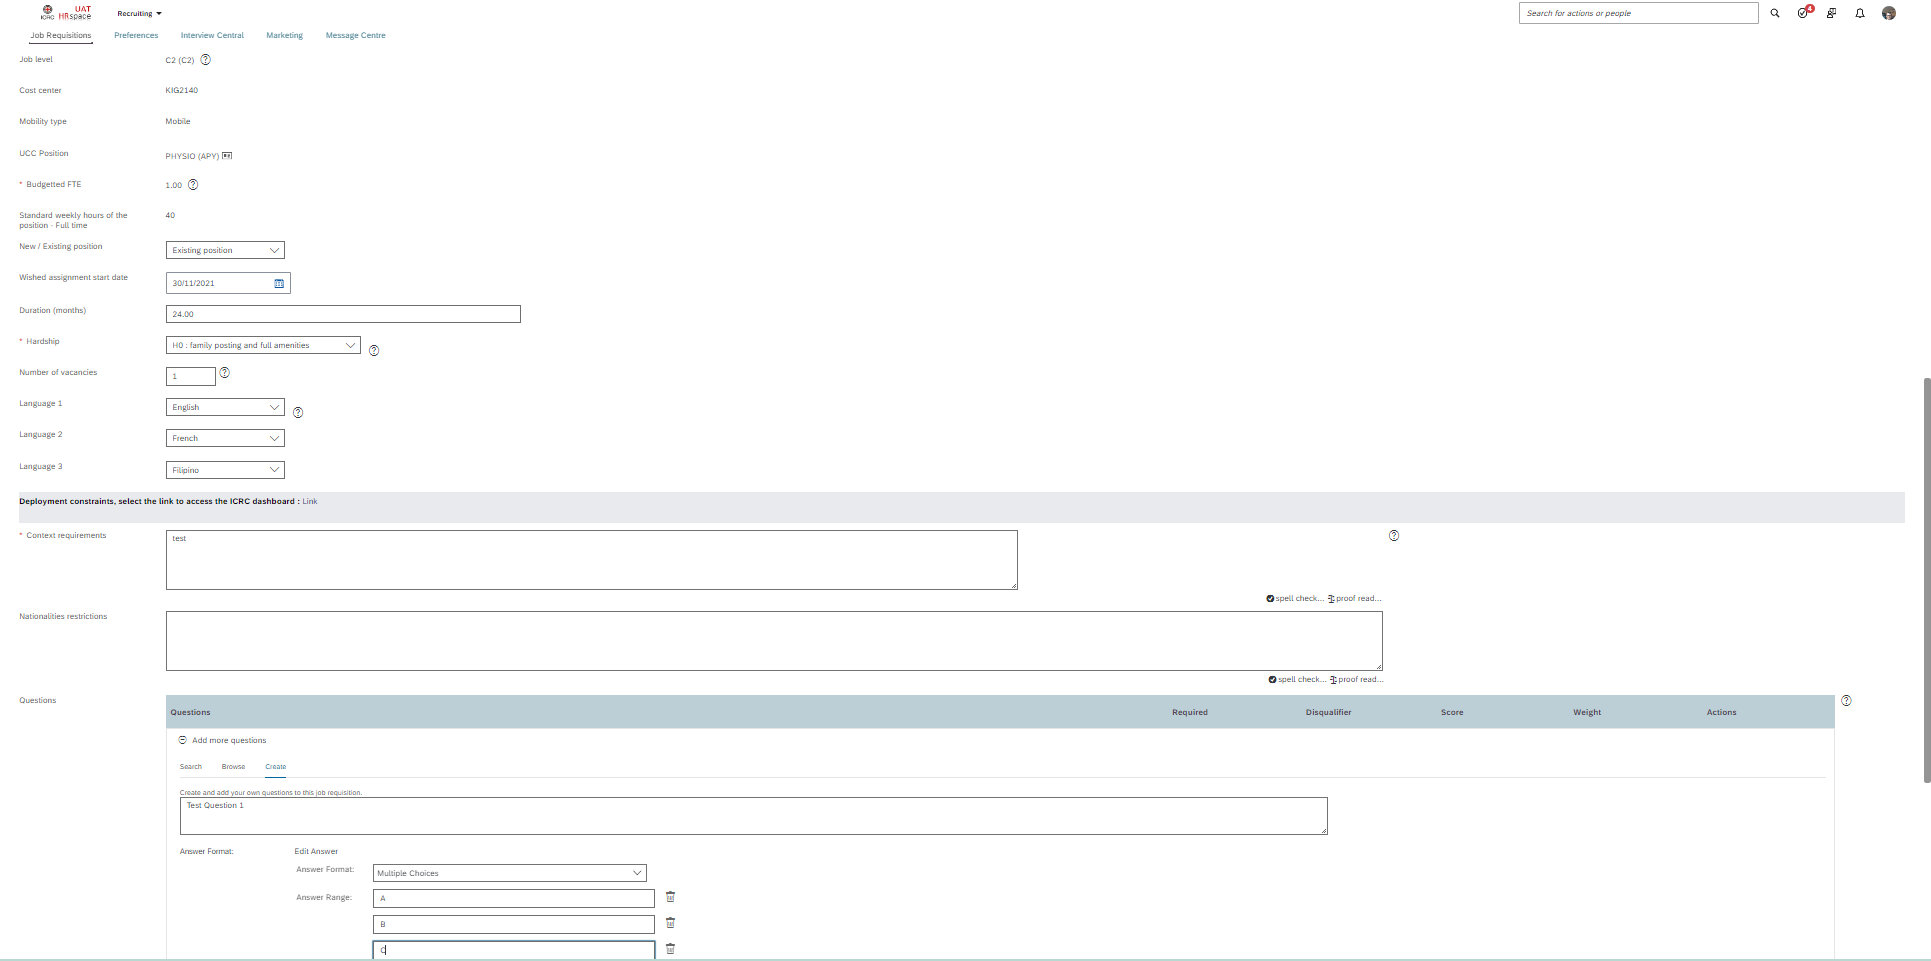 ICRC
UAT
HRspace
Recruiting
Search for actions or people
4
Job Requisitions
Preferences
Interview Central
Marketing
Message Centre
Job level
C2 (C2)
Cost center
KIG2140
Mobility type
Mobile
UCC Position
PHYSIO (APY)
* Budgetted FTE
1.00
Standard weekly hours of the
position - Full time
40
New / Existing position
Existing position
Wished assignment start date
30/11/2021
Duration (months)
24.00
* Hardship
H0 : family posting and full amenities
Number of vacancies
1
Language 1
English
Language 2
French
Language 3
Filipino
Deployment constraints, select the link to access the ICRC dashboard : Link
* Context requirements
test
spell check... proof read...
Nationalities restrictions
spell check... proof read...
Questions
Questions
Required
Disqualifier
Score
Weight
Actions
Add more questions
Search
Browse
Create
Create and add your own questions to this job requisition.
Test Question 1
Answer Format:
Edit Answer
Answer Format:
Multiple Choices
Answer Range:
A
B
C